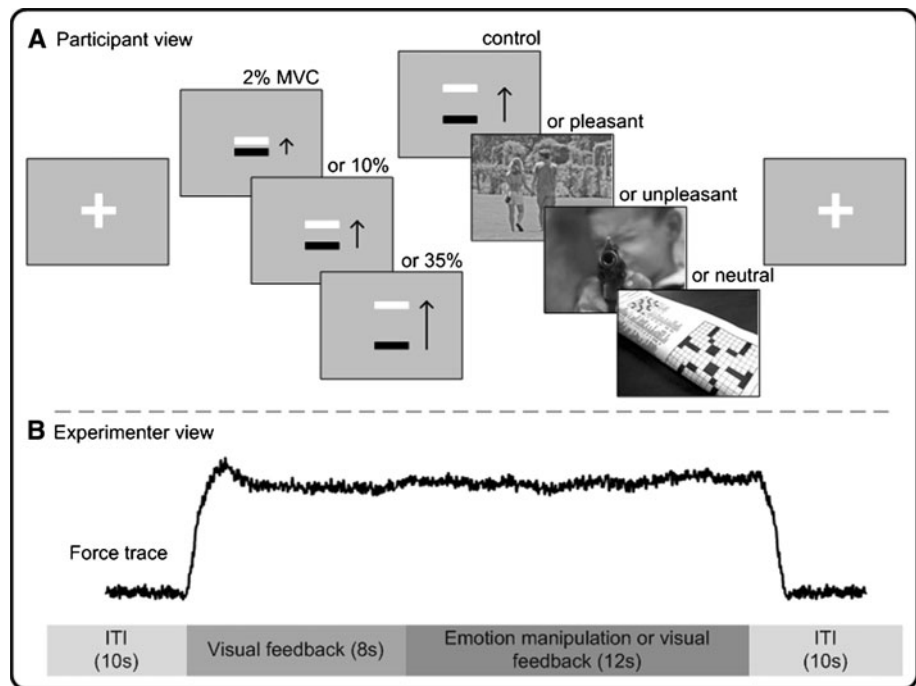 A Participant view
control
2% MVC
or pleasant
or 10%
or unpleasant
or 35%
or neutral
B Experimenter view
Force trace
ITI
(10s)
Visual feedback (8s)
Emotion manipulation or visual
feedback (12s)
ITI
(10s)